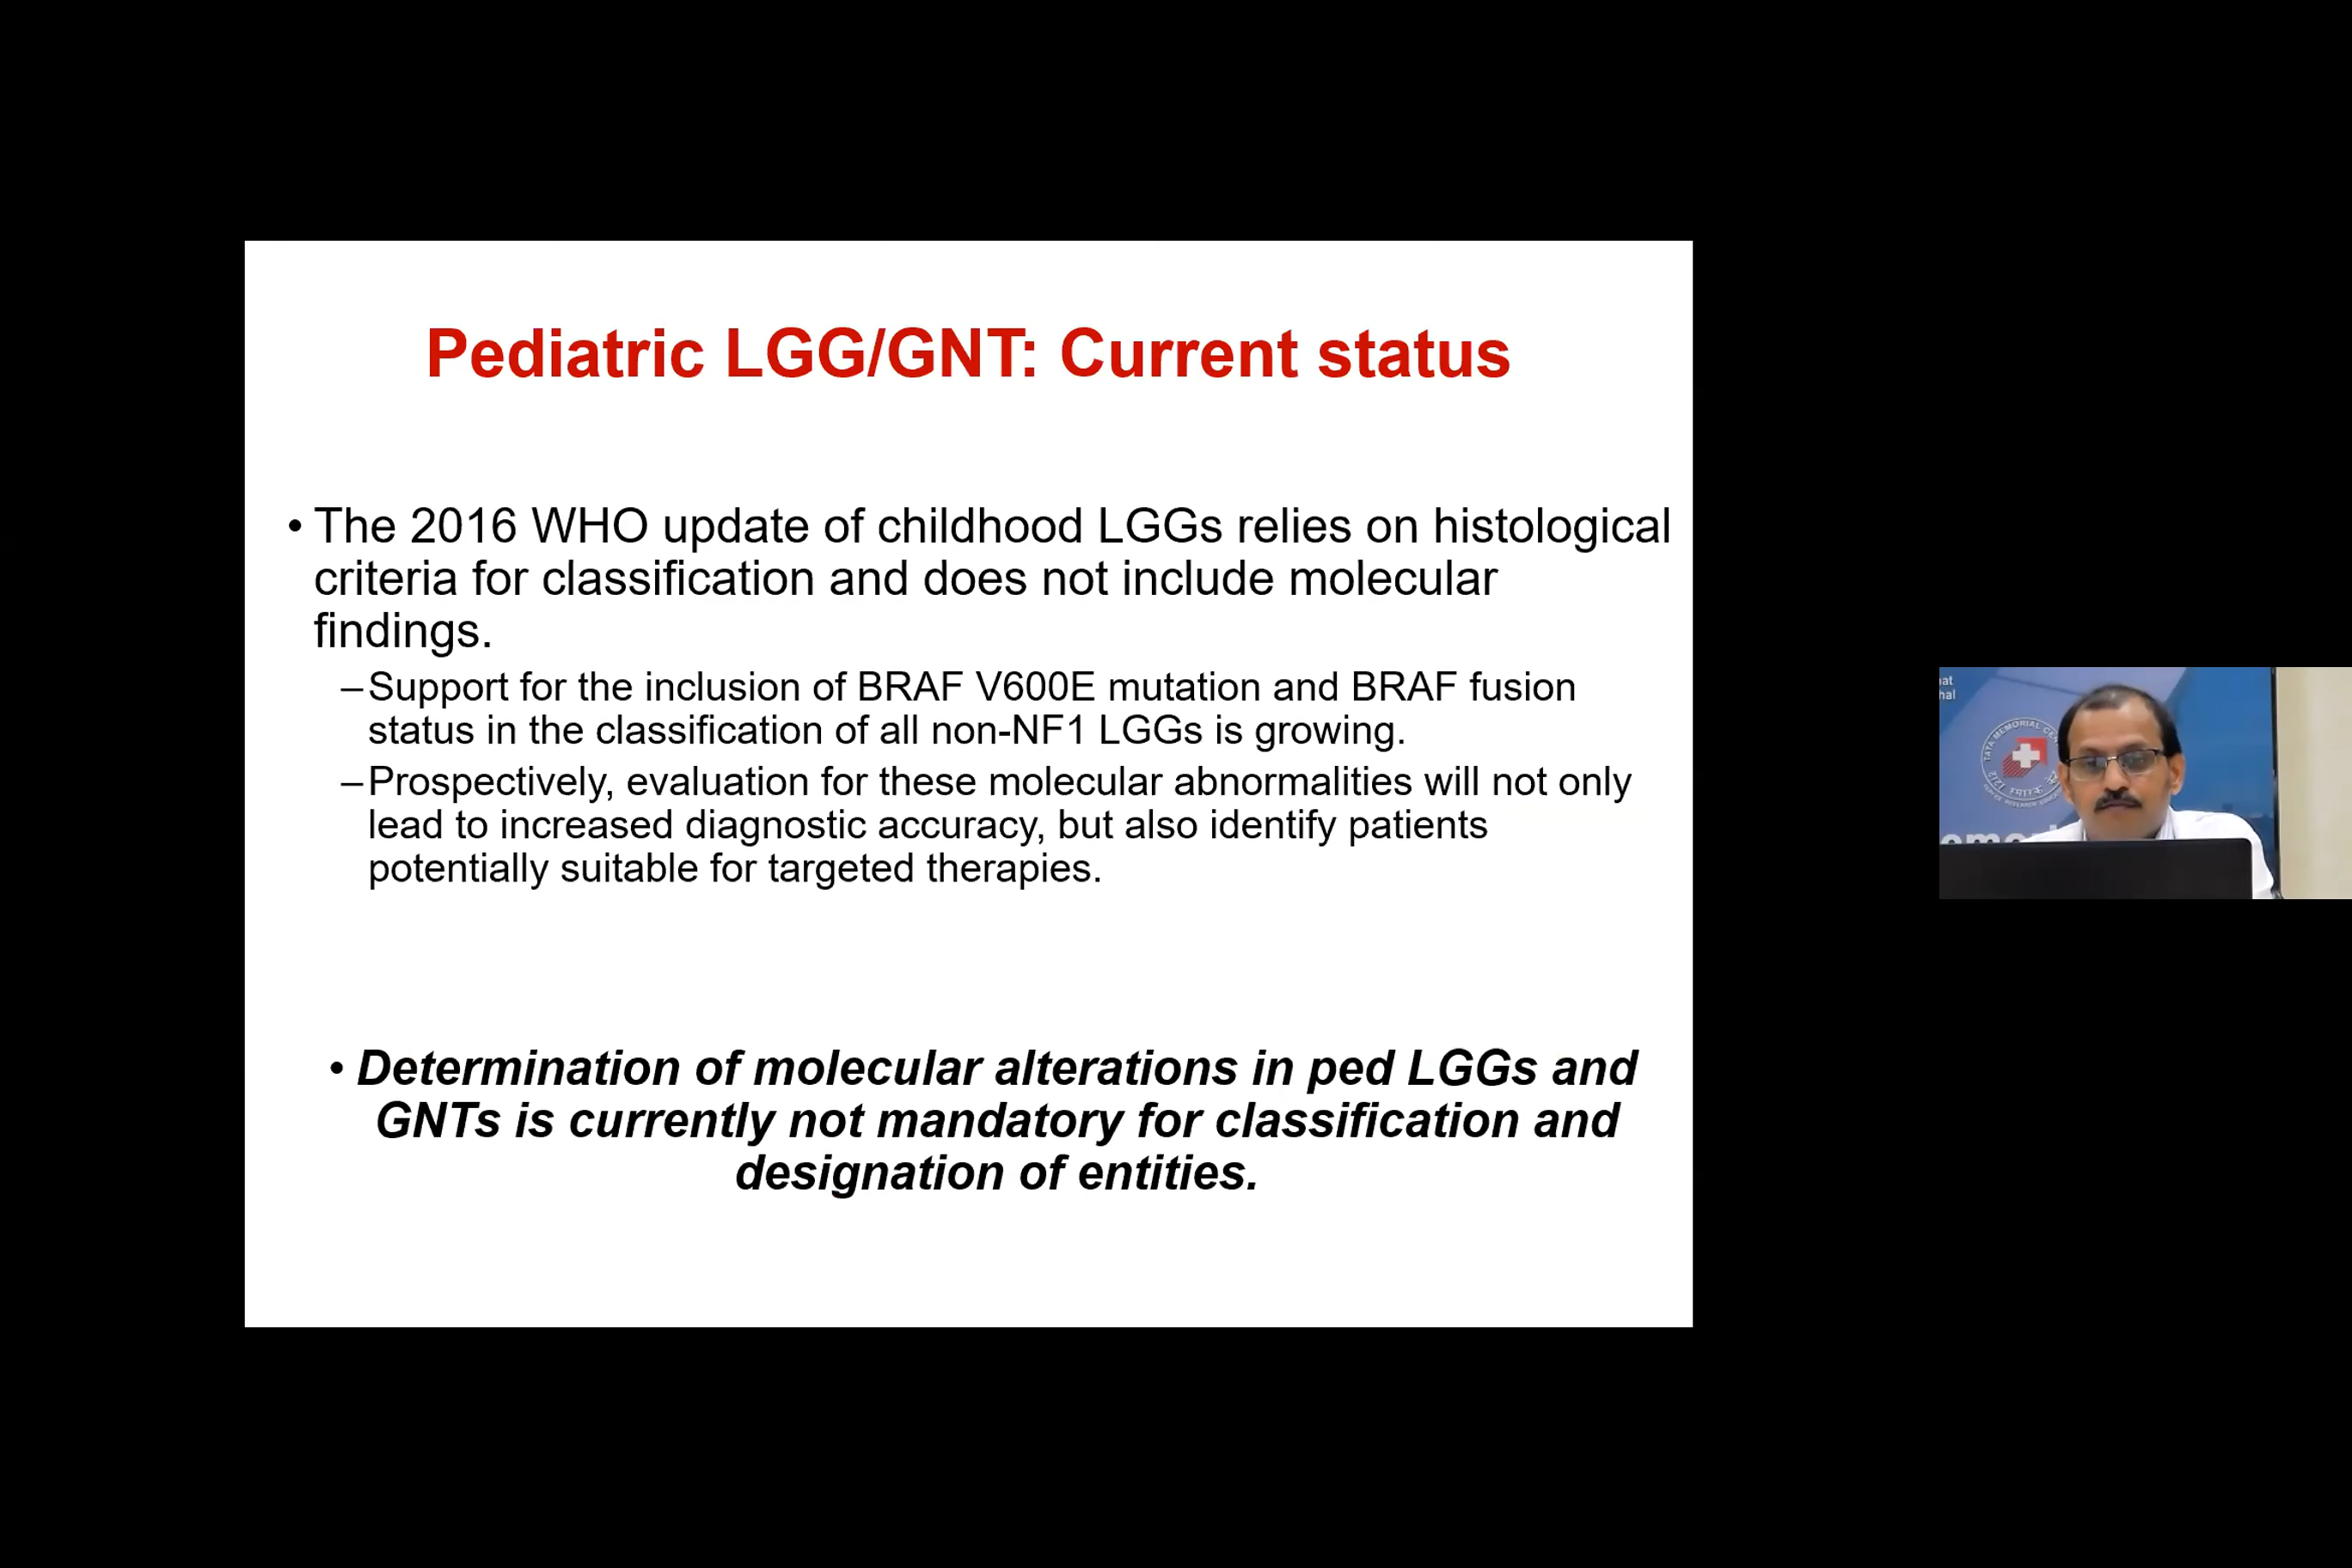 Pediatric LGG/GNT: Current status
• The 2016 WHO update of childhood LGGs relies on histological
criteria for classification and does not include molecular
findings.
–Support for the inclusion of BRAF V600E mutation and BRAF fusion
status in the classification of all non-NF1 LGGs is growing.
–Prospectively, evaluation for these molecular abnormalities will not only
lead to increased diagnostic accuracy, but also identify patients
potentially suitable for targeted therapies.
• Determination of molecular alterations in ped LGGs and
GNTs is currently not mandatory for classification and
designation of entities.
TATA MEMORIAL